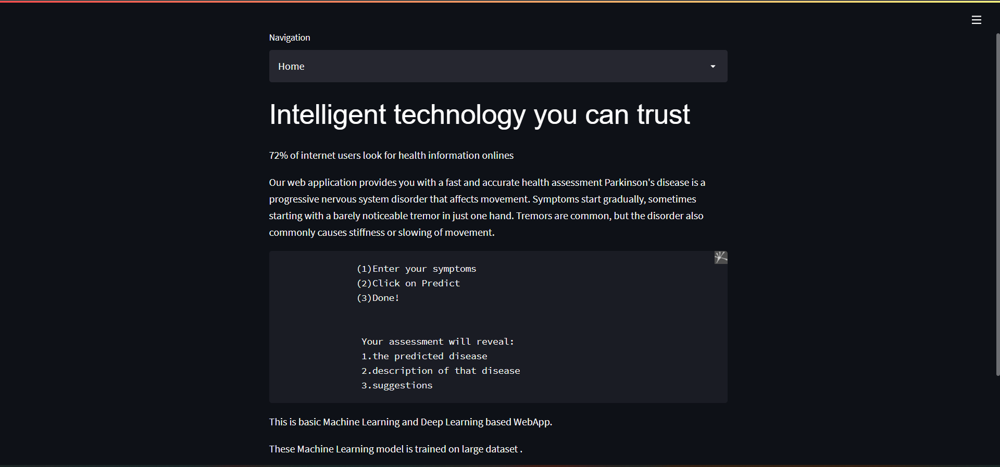 Navigation
Home
Intelligent technology you can trust
72% of internet users look for health information onlines
Our web application provides you with a fast and accurate health assessment Parkinson's disease is a
progressive nervous system disorder that affects movement. Symptoms start gradually, sometimes
starting with a barely noticeable tremor in just one hand. Tremors are common, but the disorder also
commonly causes stiffness or slowing of movement.
(1)Enter your symptoms
(2)Click on Predict
(3)Done!
Your assessment will reveal:
1.the predicted disease
2.description of that disease
3.suggestions
This is basic Machine Learning and Deep Learning based WebApp.
These Machine Learning model is trained on large dataset .